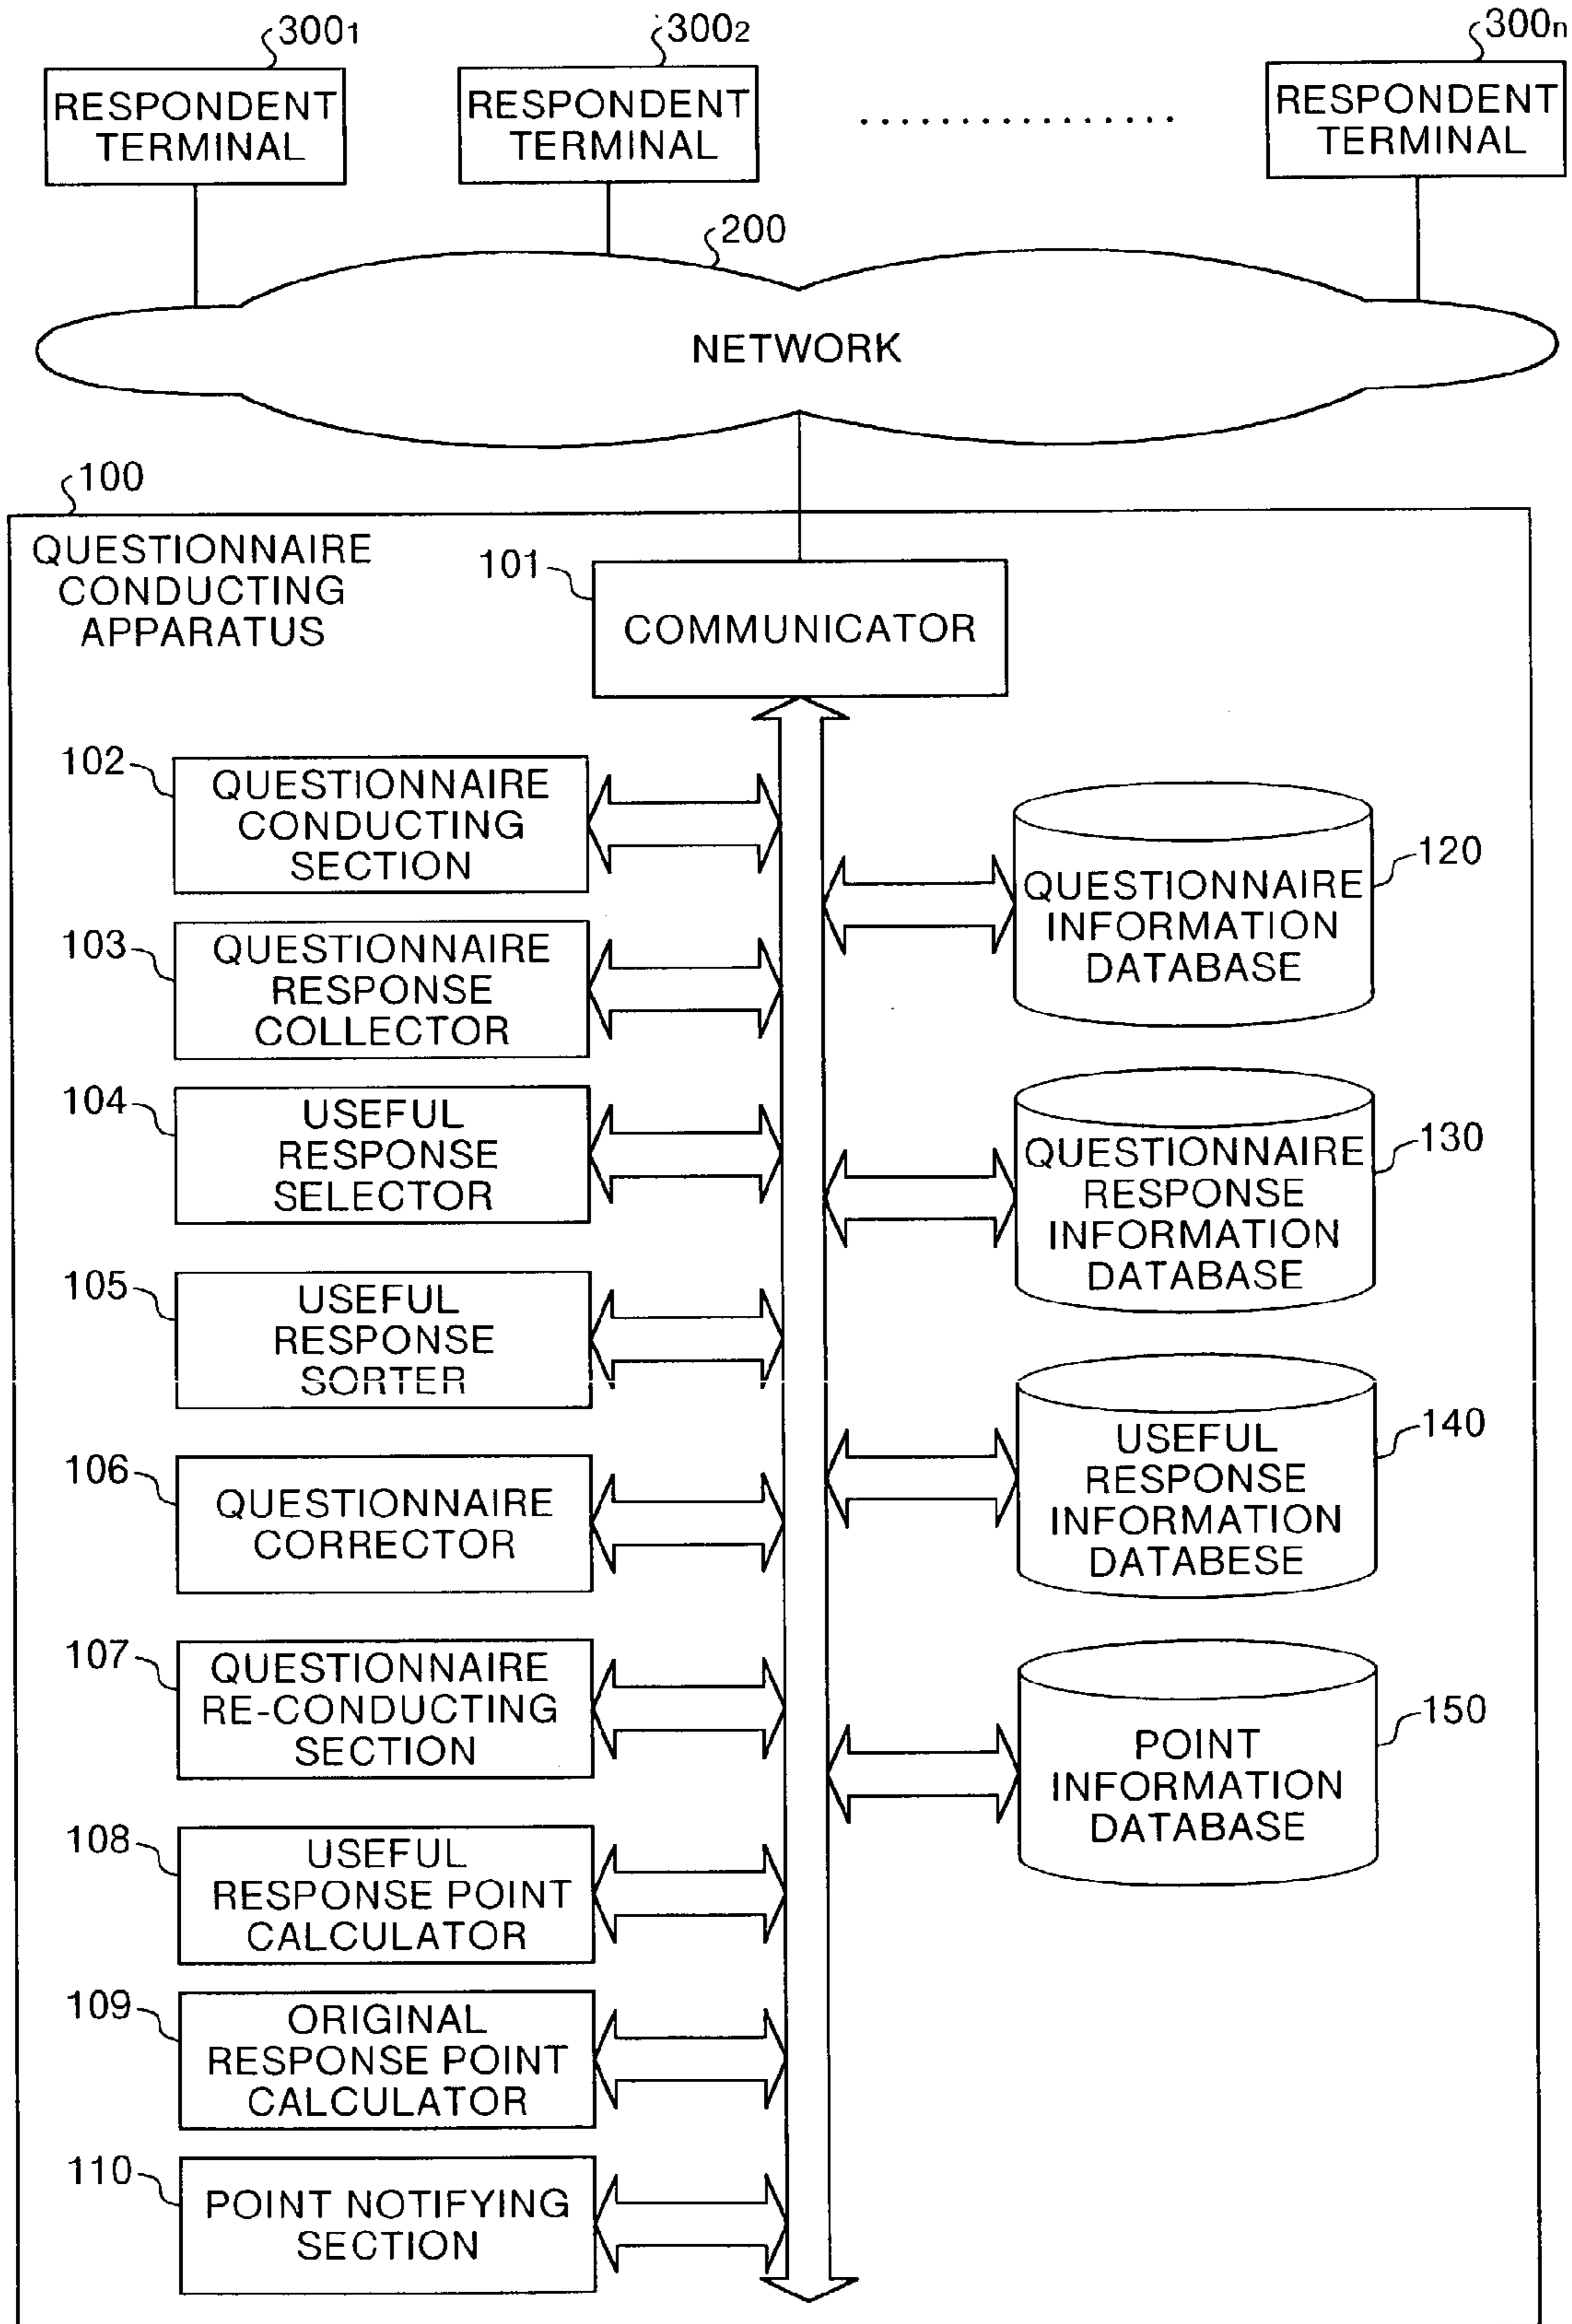 300₁
300₂
300n
RESPONDENT
TERMINAL
RESPONDENT
TERMINAL
...............
RESPONDENT
TERMINAL
200
NETWORK
100
QUESTIONNAIRE
CONDUCTING
APPARATUS
101
COMMUNICATOR
102
QUESTIONNAIRE
CONDUCTING
SECTION
103
QUESTIONNAIRE
RESPONSE
COLLECTOR
104
USEFUL
RESPONSE
SELECTOR
105
USEFUL
RESPONSE
SORTER
106
QUESTIONNAIRE
CORRECTOR
107
QUESTIONNAIRE
RE-CONDUCTING
SECTION
108
USEFUL
RESPONSE POINT
CALCULATOR
109
ORIGINAL
RESPONSE POINT
CALCULATOR
110
POINT NOTIFYING
SECTION
120
QUESTIONNAIRE
INFORMATION
DATABASE
130
QUESTIONNAIRE
RESPONSE
INFORMATION
DATABASE
140
USEFUL
RESPONSE
INFORMATION
DATABESE
150
POINT
INFORMATION
DATABASE